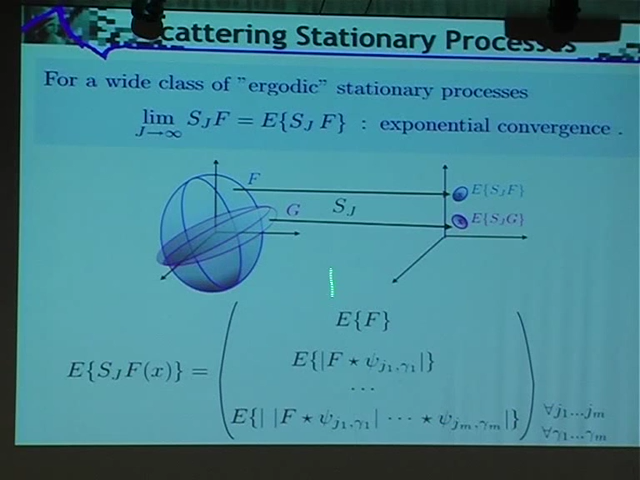 Scattering Stationary Processes
For a wide class of "ergodic" stationary processes
lim J→∞ S_J F = E{S_J F} : exponential convergence .
F
E{S_J F}
G
S_J
E{S_J G}
E{F}
E{|F ⋆ ψ_{j_1,γ_1}|}
E{S_J F(x)} =
...
E{| |F ⋆ ψ_{j_1,γ_1}| ··· ⋆ ψ_{j_m,γ_m}|}
∀j_1...j_m
∀γ_1...γ_m